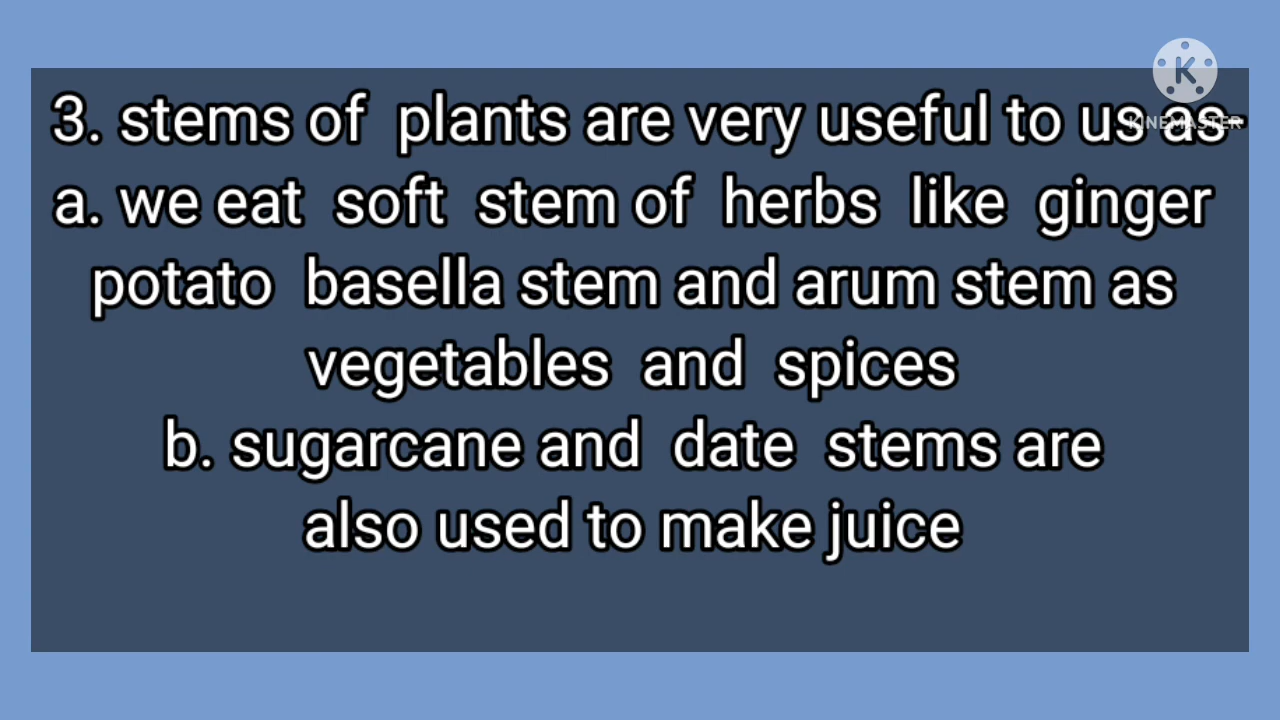 3. stems of plants are very useful to us as-
a. we eat soft stem of herbs like ginger
potato basella stem and arum stem as
vegetables and spices
b. sugarcane and date stems are
also used to make juice
K
KINEMASTER